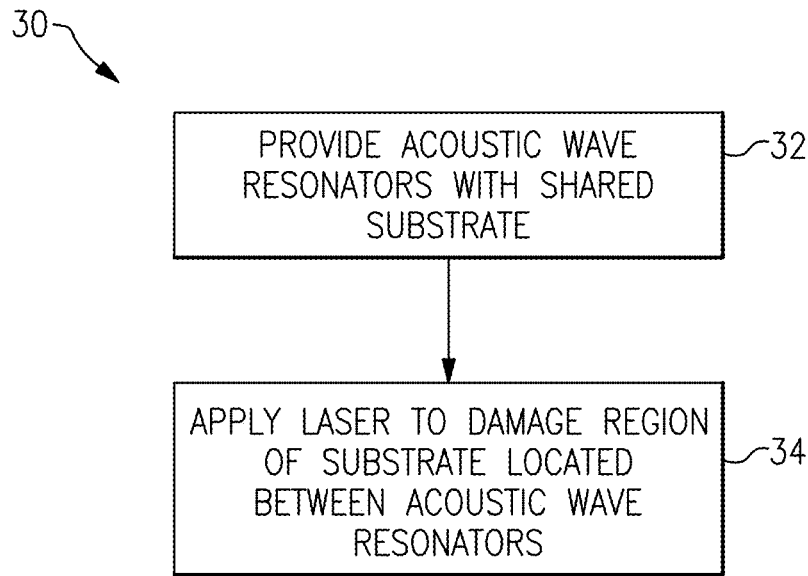 30
PROVIDE ACOUSTIC WAVE
RESONATORS WITH SHARED
SUBSTRATE
32
APPLY LASER TO DAMAGE REGION
OF SUBSTRATE LOCATED
BETWEEN ACOUSTIC WAVE
RESONATORS
34